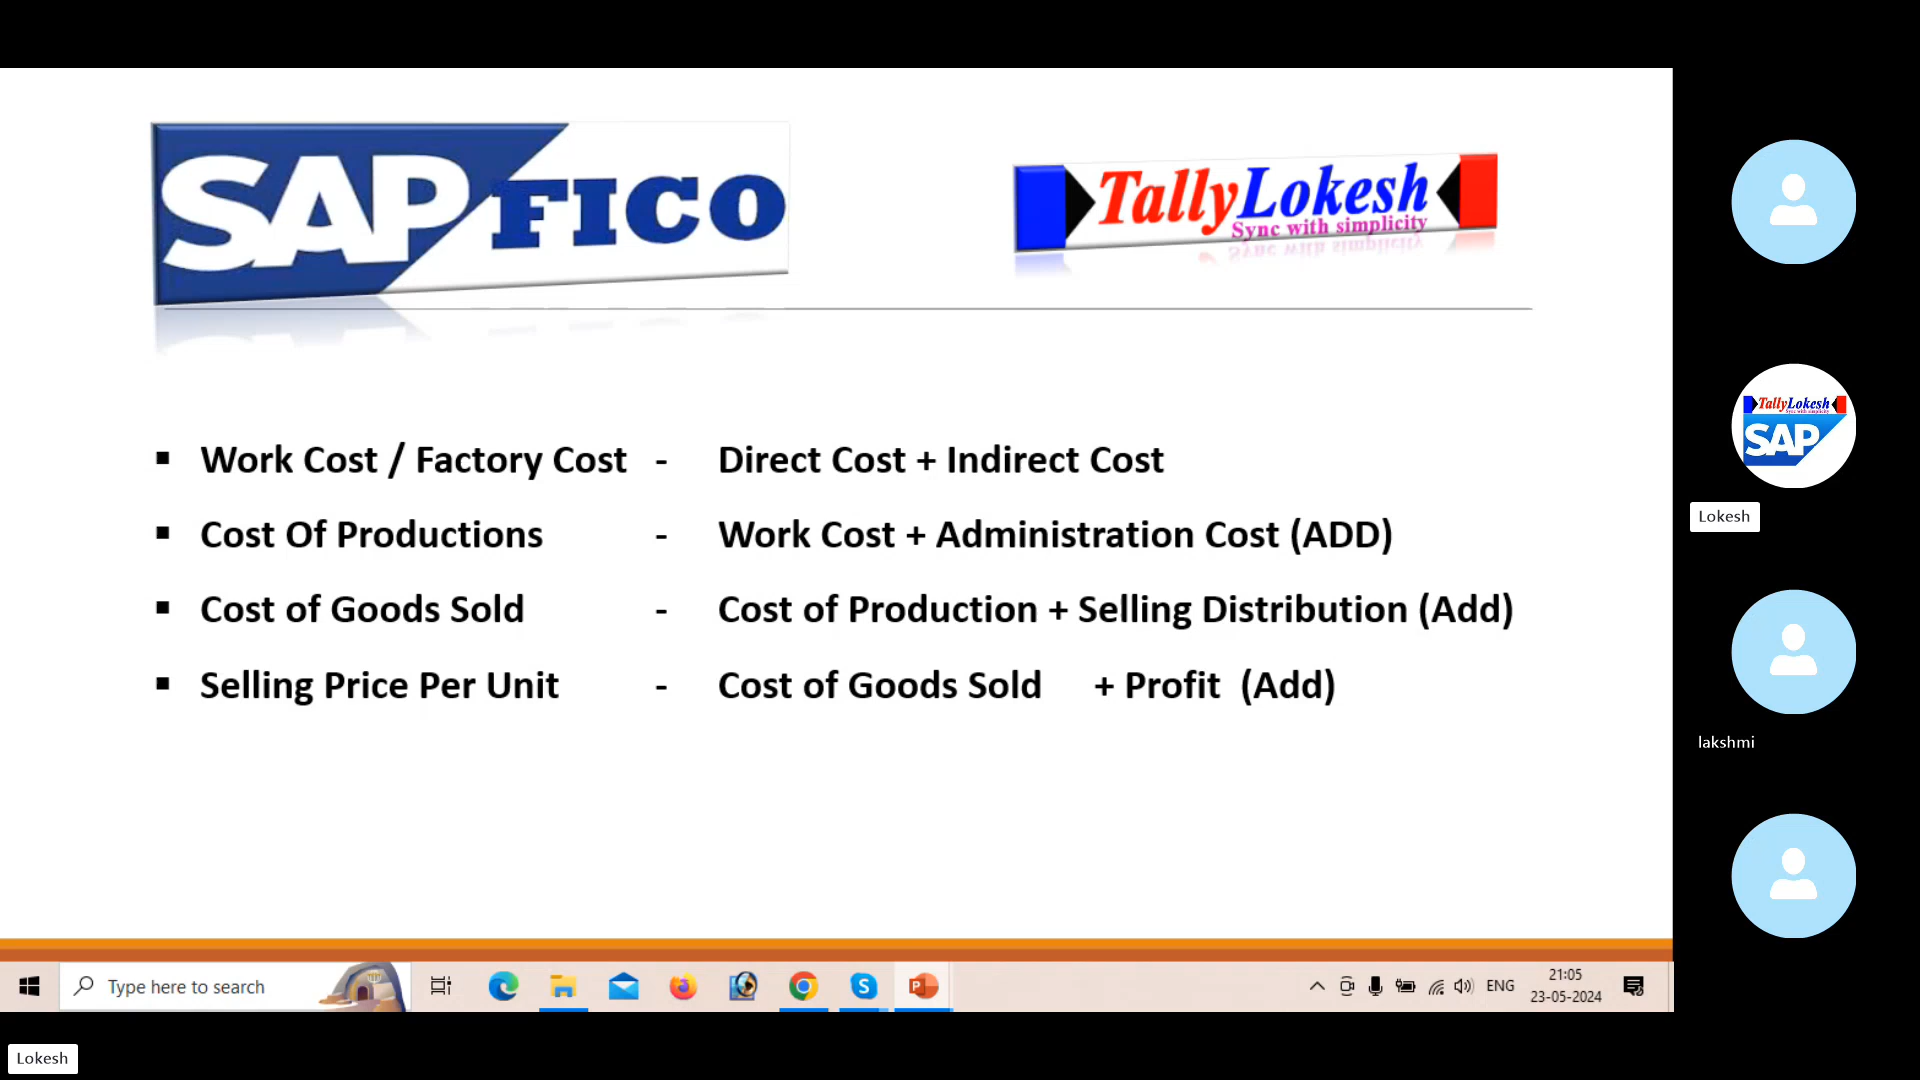 SAP FICO
TallyLokesh
Sync with simplicity
▪ Work Cost / Factory Cost - Direct Cost + Indirect Cost
▪ Cost Of Productions - Work Cost + Administration Cost (ADD)
▪ Cost of Goods Sold - Cost of Production + Selling Distribution (Add)
▪ Selling Price Per Unit - Cost of Goods Sold + Profit (Add)
TallyLokesh
Sync with simplicity
SAP
Lokesh
lakshmi
Type here to search
ENG
21:05
23-05-2024
Lokesh